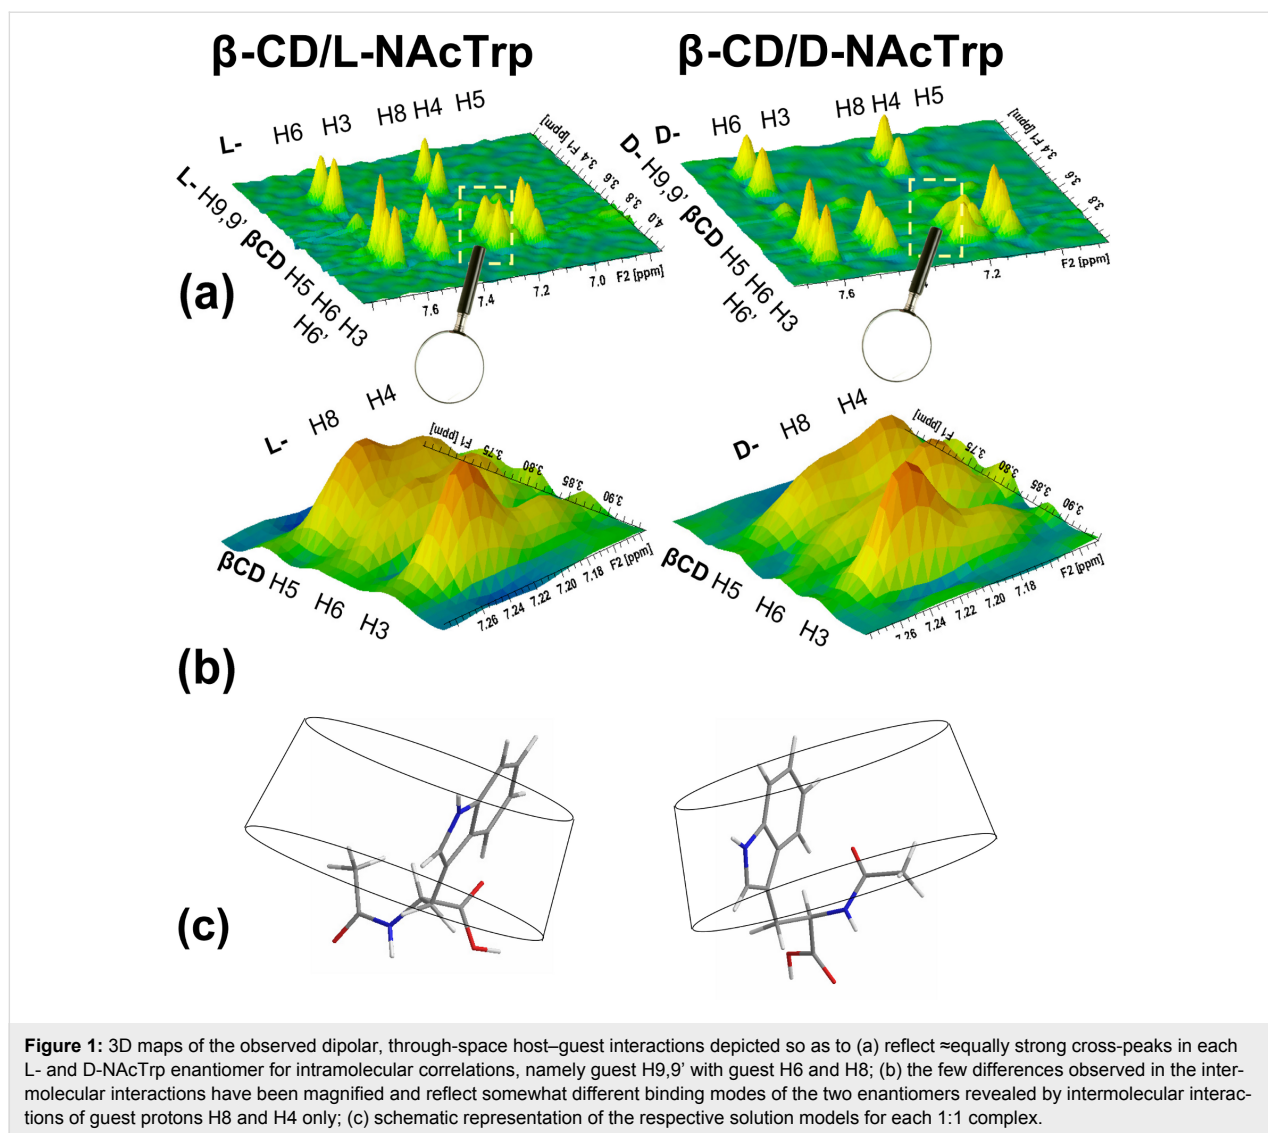 β-CD/L-NAcTrp
β-CD/D-NAcTrp
L- H6 H3 H8 H4 H5
L- H9,9’ βCD H5 H6 H3
H6’
3.4 F1 [ppm]
3.6
3.8
4.0
7.6 7.4 7.2 7.0 F2 [ppm]
D- H6 H3 H8 H4 H5
D- H9,9’ βCD H5 H6 H3
H6’
3.4 F1 [ppm]
3.6
3.8
7.6 7.2 F2 [ppm]
(a)
L- H8 H4
F1 [ppm] 3.75 3.80 3.85 3.90
βCD H5 H6 H3
7.26 7.24 7.22 7.20 7.18 F2 [ppm]
D- H8 H4
F1 [ppm] 3.75 3.80 3.85 3.90
βCD H5 H6 H3
7.26 7.24 7.22 7.20 7.18 F2 [ppm]
(b)
(c)
Figure 1: 3D maps of the observed dipolar, through-space host–guest interactions depicted so as to (a) reflect ≈equally strong cross-peaks in each
L- and D-NAcTrp enantiomer for intramolecular correlations, namely guest H9,9’ with guest H6 and H8; (b) the few differences observed in the inter-
molecular interactions have been magnified and reflect somewhat different binding modes of the two enantiomers revealed by intermolecular interac-
tions of guest protons H8 and H4 only; (c) schematic representation of the respective solution models for each 1:1 complex.